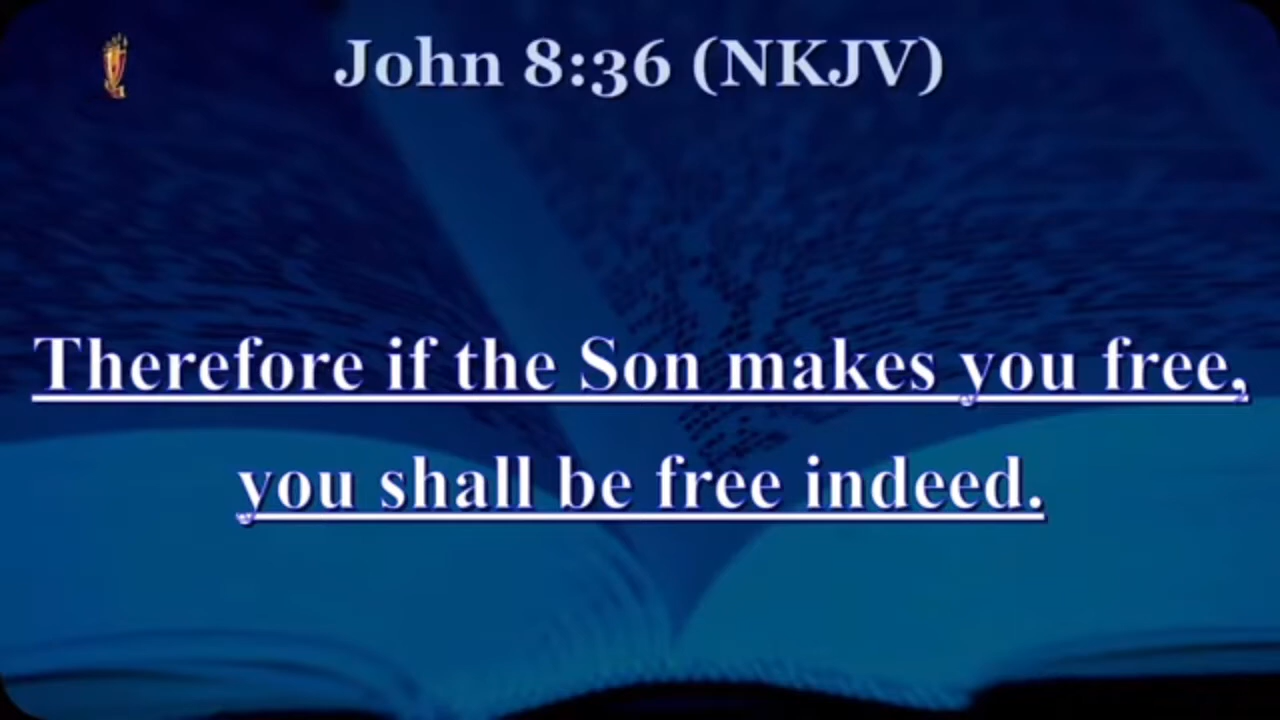 John 8:36 (NKJV)
Therefore if the Son makes you free,
you shall be free indeed.